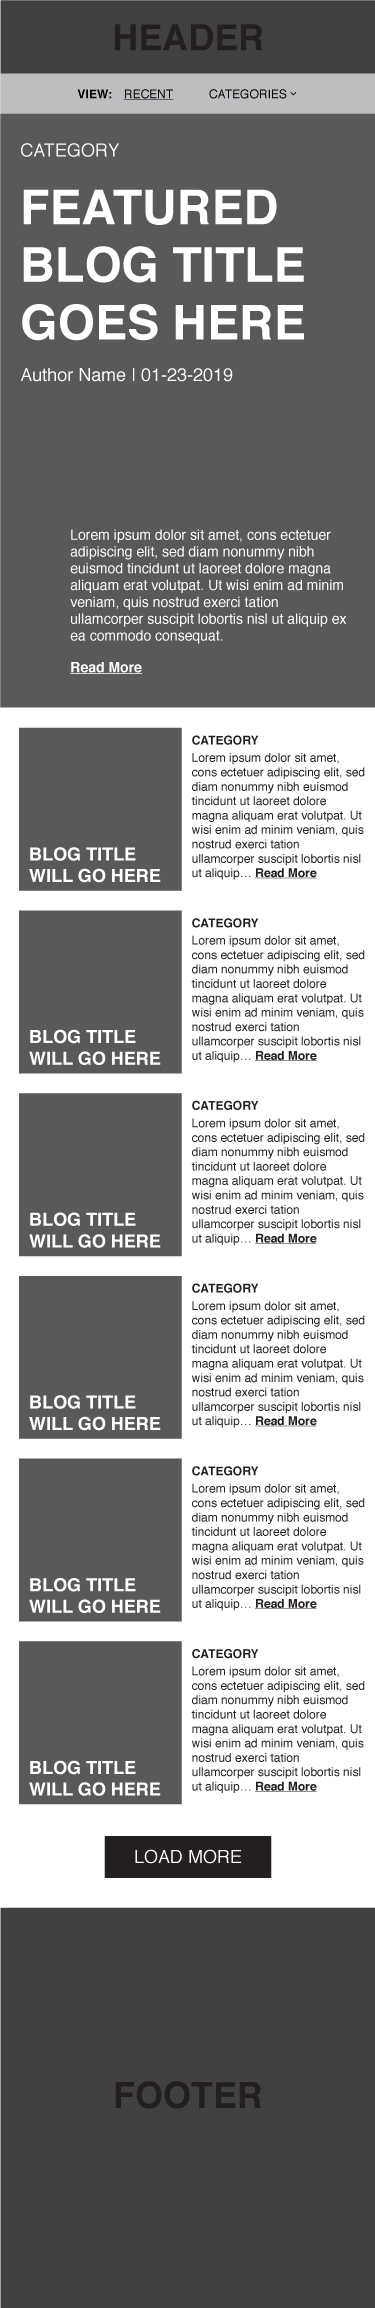 HEADER
VIEW: RECENT CATEGORIES
CATEGORY
FEATURED
BLOG TITLE
GOES HERE
Author Name | 01-23-2019
Lorem ipsum dolor sit amet, cons ectetuer
adipiscing elit, sed diam nonummy nibh
euismod tincidunt ut laoreet dolore magna
aliquam erat volutpat. Ut wisi enim ad minim
veniam, quis nostrud exerci tation
ullamcorper suscipit lobortis nisl ut aliquip ex
ea commodo consequat.
Read More
BLOG TITLE
WILL GO HERE
CATEGORY
Lorem ipsum dolor sit amet,
cons ectetuer adipiscing elit, sed
diam nonummy nibh euismod
tincidunt ut laoreet dolore
magna aliquam erat volutpat. Ut
wisi enim ad minim veniam, quis
nostrud exerci tation
ullamcorper suscipit lobortis nisl
ut aliquip… Read More
BLOG TITLE
WILL GO HERE
CATEGORY
Lorem ipsum dolor sit amet,
cons ectetuer adipiscing elit, sed
diam nonummy nibh euismod
tincidunt ut laoreet dolore
magna aliquam erat volutpat. Ut
wisi enim ad minim veniam, quis
nostrud exerci tation
ullamcorper suscipit lobortis nisl
ut aliquip… Read More
BLOG TITLE
WILL GO HERE
CATEGORY
Lorem ipsum dolor sit amet,
cons ectetuer adipiscing elit, sed
diam nonummy nibh euismod
tincidunt ut laoreet dolore
magna aliquam erat volutpat. Ut
wisi enim ad minim veniam, quis
nostrud exerci tation
ullamcorper suscipit lobortis nisl
ut aliquip… Read More
BLOG TITLE
WILL GO HERE
CATEGORY
Lorem ipsum dolor sit amet,
cons ectetuer adipiscing elit, sed
diam nonummy nibh euismod
tincidunt ut laoreet dolore
magna aliquam erat volutpat. Ut
wisi enim ad minim veniam, quis
nostrud exerci tation
ullamcorper suscipit lobortis nisl
ut aliquip… Read More
BLOG TITLE
WILL GO HERE
CATEGORY
Lorem ipsum dolor sit amet,
cons ectetuer adipiscing elit, sed
diam nonummy nibh euismod
tincidunt ut laoreet dolore
magna aliquam erat volutpat. Ut
wisi enim ad minim veniam, quis
nostrud exerci tation
ullamcorper suscipit lobortis nisl
ut aliquip… Read More
BLOG TITLE
WILL GO HERE
CATEGORY
Lorem ipsum dolor sit amet,
cons ectetuer adipiscing elit, sed
diam nonummy nibh euismod
tincidunt ut laoreet dolore
magna aliquam erat volutpat. Ut
wisi enim ad minim veniam, quis
nostrud exerci tation
ullamcorper suscipit lobortis nisl
ut aliquip… Read More
LOAD MORE
FOOTER